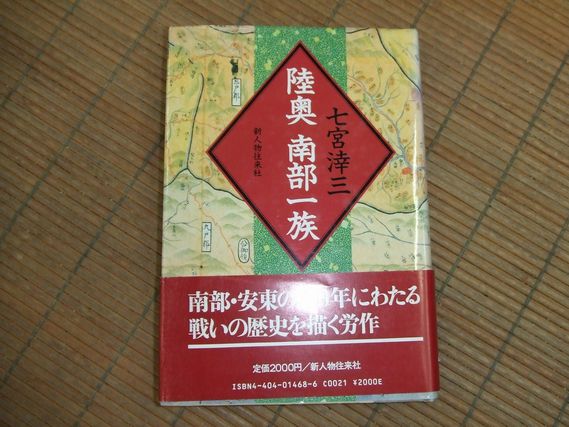 七宮涬三
陸奥 南部一族
新人物往来社
南部・安東の 年にわたる
戦いの歴史を描く労作
定価2000円/新人物往来社
ISBN4-404-01468-6 C0021 ¥2000E